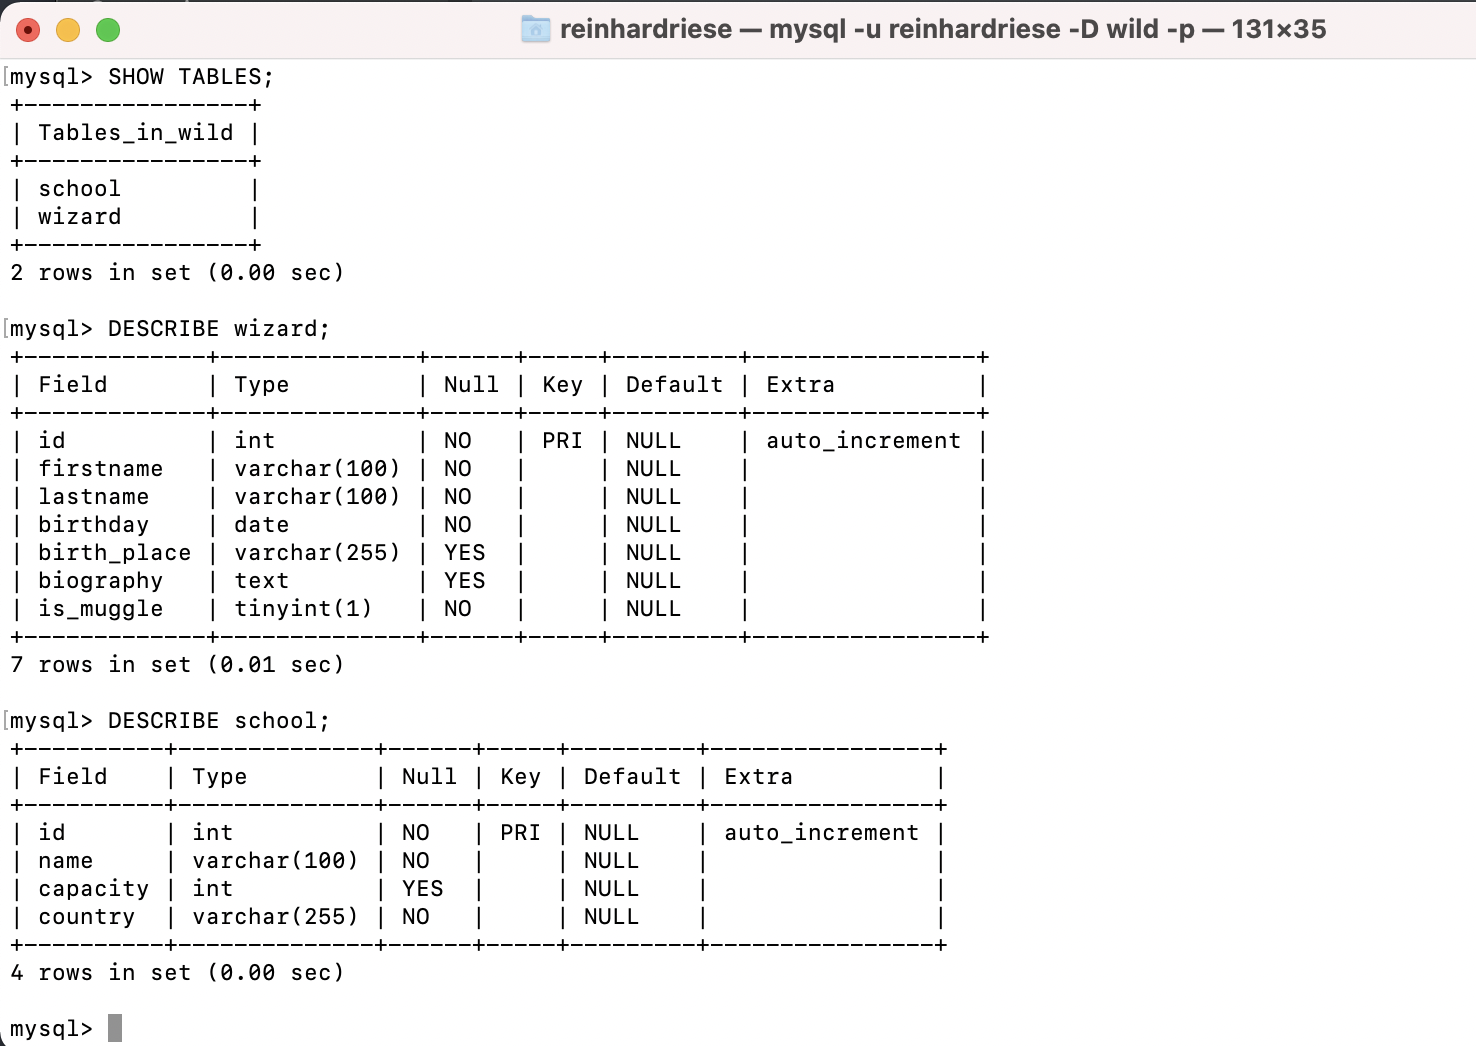 reinhardriese — mysql -u reinhardriese -D wild -p — 131×35
[mysql> SHOW TABLES;
+----------------+
| Tables_in_wild |
+----------------+
| school         |
| wizard         |
+----------------+
2 rows in set (0.00 sec)

[mysql> DESCRIBE wizard;
+-------------+--------------+------+-----+---------+----------------+
| Field       | Type         | Null | Key | Default | Extra          |
+-------------+--------------+------+-----+---------+----------------+
| id          | int          | NO   | PRI | NULL    | auto_increment |
| firstname   | varchar(100) | NO   |     | NULL    |                |
| lastname    | varchar(100) | NO   |     | NULL    |                |
| birthday    | date         | NO   |     | NULL    |                |
| birth_place | varchar(255) | YES  |     | NULL    |                |
| biography   | text         | YES  |     | NULL    |                |
| is_muggle   | tinyint(1)   | NO   |     | NULL    |                |
+-------------+--------------+------+-----+---------+----------------+
7 rows in set (0.01 sec)

[mysql> DESCRIBE school;
+----------+--------------+------+-----+---------+----------------+
| Field    | Type         | Null | Key | Default | Extra          |
+----------+--------------+------+-----+---------+----------------+
| id       | int          | NO   | PRI | NULL    | auto_increment |
| name     | varchar(100) | NO   |     | NULL    |                |
| capacity | int          | YES  |     | NULL    |                |
| country  | varchar(255) | NO   |     | NULL    |                |
+----------+--------------+------+-----+---------+----------------+
4 rows in set (0.00 sec)

mysql>